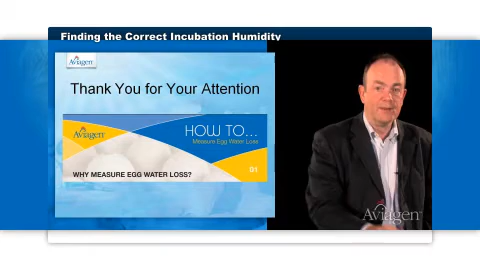 Finding the Correct Incubation Humidity
Aviagen
Thank You for Your Attention
Aviagen
HOW TO...
Measure Egg Water Loss
01
WHY MEASURE EGG WATER LOSS?
Aviagen